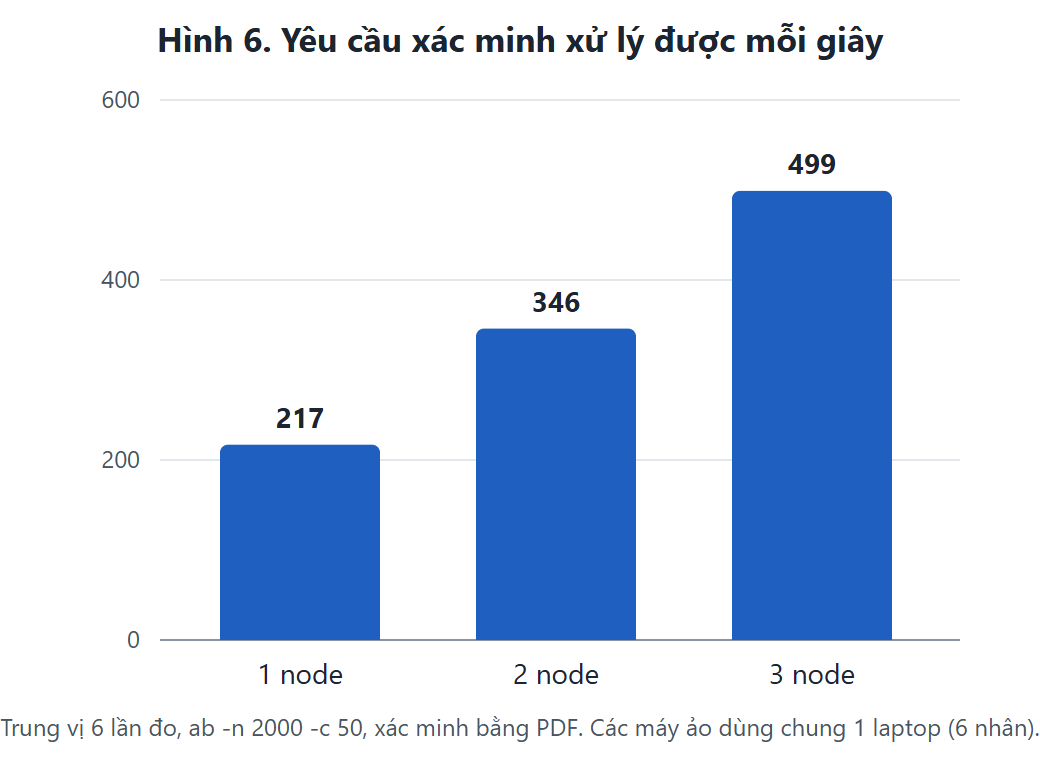 Hình 6. Yêu cầu xác minh xử lý được mỗi giây
600
499
400
346
217
200
0
1 node 2 node 3 node
Trung vị 6 lần đo, ab -n 2000 -c 50, xác minh bằng PDF. Các máy ảo dùng chung 1 laptop (6 nhân).